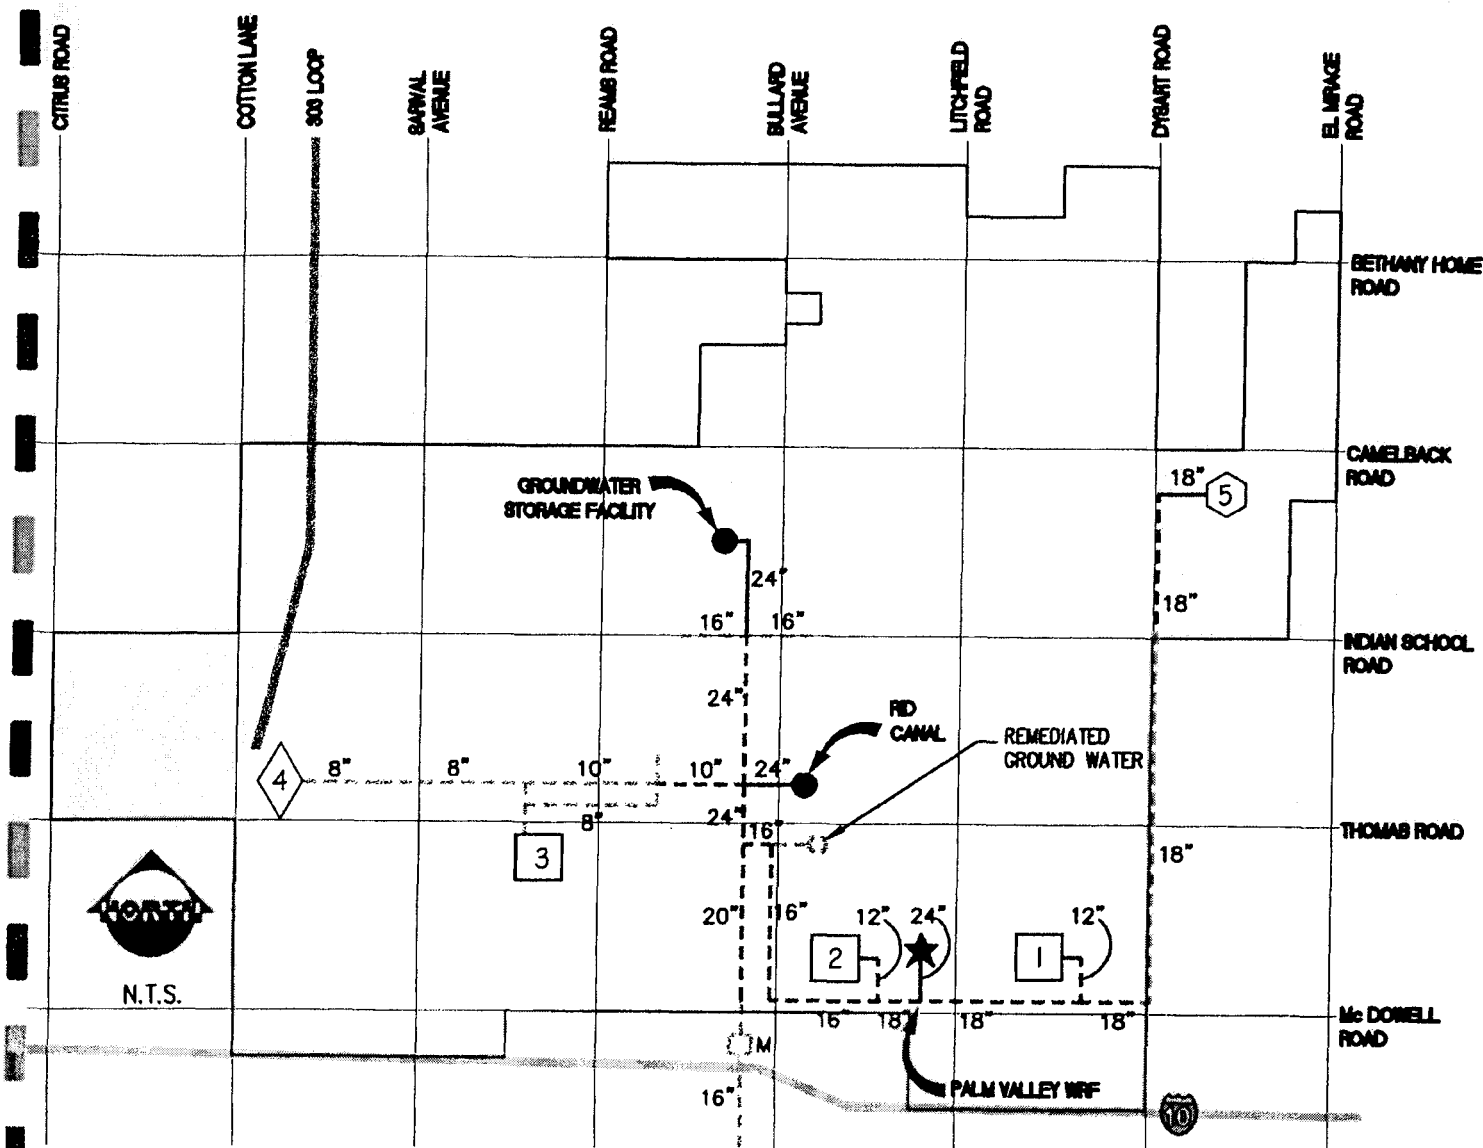 CITRUS ROAD
COTTON LANE
303 LOOP
SARIVAL
AVENUE
REAMS ROAD
BULLARD
AVENUE
LITCHFIELD
ROAD
DYSART ROAD
EL MIRAGE
ROAD
BETHANY HOME
ROAD
CAMELBACK
ROAD
18"
5
GROUNDWATER
STORAGE FACILITY
24"
18"
16"
16"
INDIAN SCHOOL
ROAD
24"
RID
CANAL
REMEDIATED
GROUND WATER
4
8"
8"
10"
10"
24"
8"
24"
16"
THOMAS ROAD
3
18"
NORTH
20"
16"
12"
24"
12"
2
1
N.T.S.
16"
18"
18"
18"
Mc DOWELL
ROAD
M
16"
PALM VALLEY WRF
10